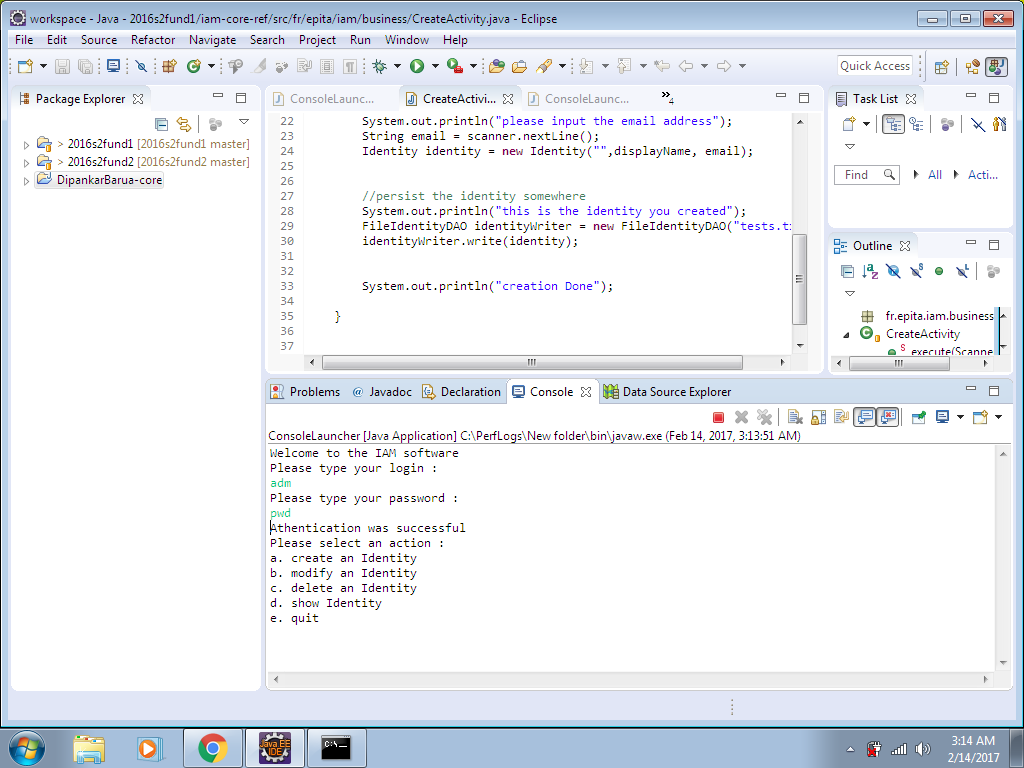 workspace - Java - 2016s2fund1/iam-core-ref/src/fr/epita/iam/business/CreateActivity.java - Eclipse
File Edit Source Refactor Navigate Search Project Run Window Help
Quick Access
Package Explorer
> 2016s2fund1 [2016s2fund1 master]
> 2016s2fund2 [2016s2fund2 master]
DipankarBarua-core
ConsoleLaunc... CreateActivi... ConsoleLaunc... »4
22 System.out.println("please input the email address");
23 String email = scanner.nextLine();
24 Identity identity = new Identity("",displayName, email);
25
26
27 //persist the identity somewhere
28 System.out.println("this is the identity you created");
29 FileIdentityDAO identityWriter = new FileIdentityDAO("tests.t
30 identityWriter.write(identity);
31
32
33 System.out.println("creation Done");
34
35 }
36
37
Task List
Find All Acti...
Outline
fr.epita.iam.business
CreateActivity
S execute(Scanne
Problems @ Javadoc Declaration Console Data Source Explorer
ConsoleLauncher [Java Application] C:\PerfLogs\New folder\bin\javaw.exe (Feb 14, 2017, 3:13:51 AM)
Welcome to the IAM software
Please type your login :
adm
Please type your password :
pwd
Athentication was successful
Please select an action :
a. create an Identity
b. modify an Identity
c. delete an Identity
d. show Identity
e. quit
Java EE
IDE
C:\
3:14 AM
2/14/2017